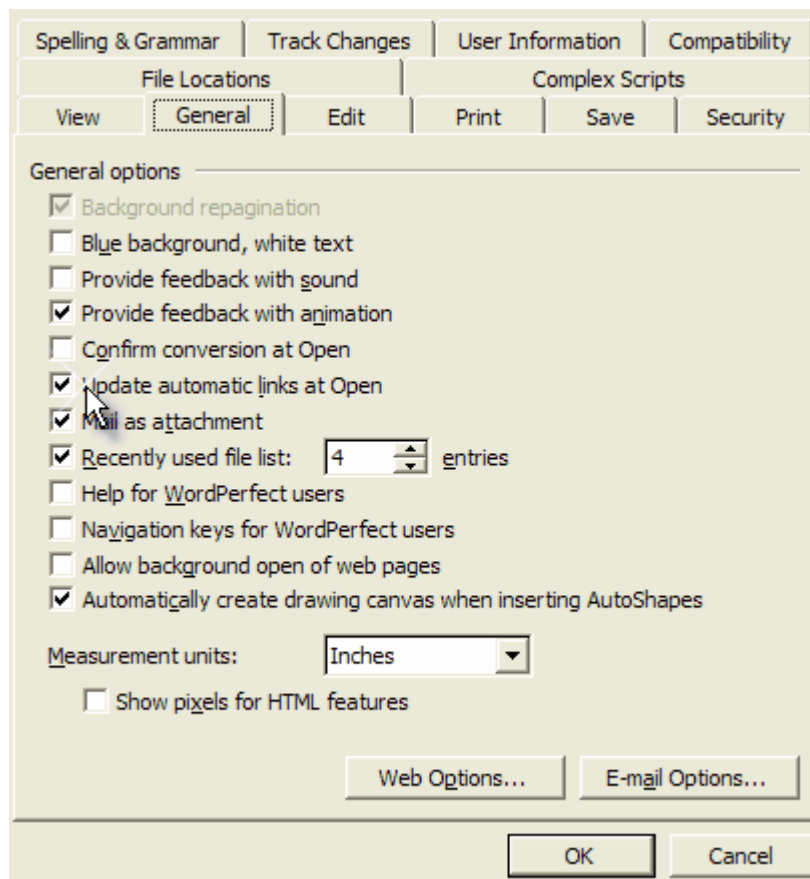 Spelling & Grammar Track Changes User Information Compatibility
File Locations Complex Scripts
View General Edit Print Save Security
General options
Background repagination
Blue background, white text
Provide feedback with sound
Provide feedback with animation
Confirm conversion at Open
Update automatic links at Open
Mail as attachment
Recently used file list: 4 entries
Help for WordPerfect users
Navigation keys for WordPerfect users
Allow background open of web pages
Automatically create drawing canvas when inserting AutoShapes
Measurement units: Inches
Show pixels for HTML features
Web Options... E-mail Options...
OK Cancel